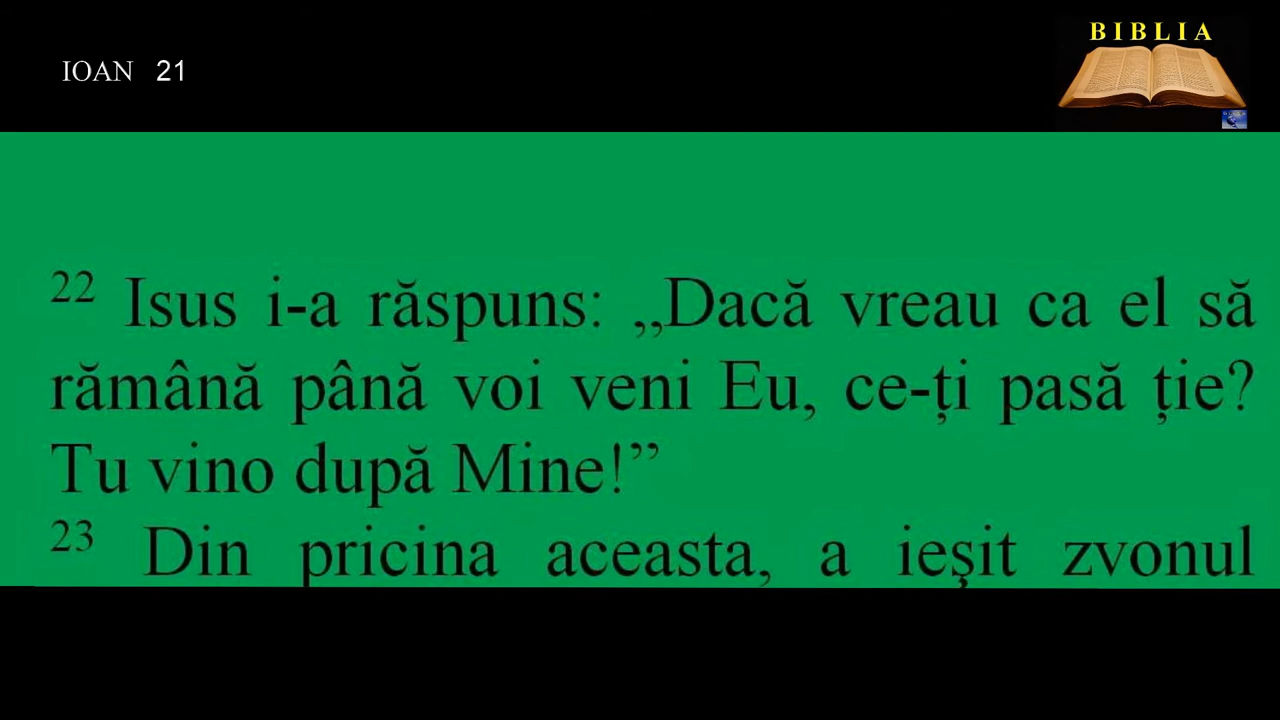 BIBLIA
IOAN 21
22 Isus i-a răspuns: „Dacă vreau ca el să
rămână până voi veni Eu, ce-ți pasă ție?
Tu vino după Mine!”
23 Din pricina aceasta, a ieşit zvonul